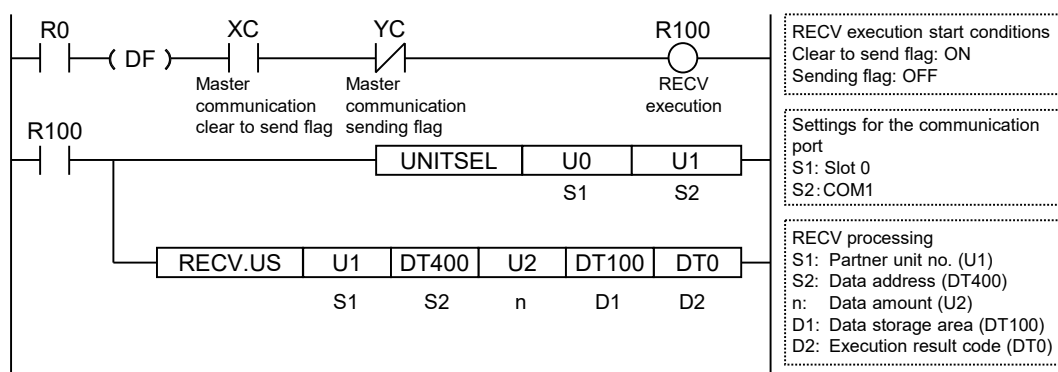 R0 XC YC R100
( DF )
Master
communication
clear to send flag
Master
communication
sending flag
RECV
execution
RECV execution start conditions
Clear to send flag: ON
Sending flag: OFF
R100
UNITSEL U0 U1
S1 S2
Settings for the communication
port
S1: Slot 0
S2:COM1
RECV.US U1 DT400 U2 DT100 DT0
S1 S2 n D1 D2
RECV processing
S1: Partner unit no. (U1)
S2: Data address (DT400)
n: Data amount (U2)
D1: Data storage area (DT100)
D2: Execution result code (DT0)